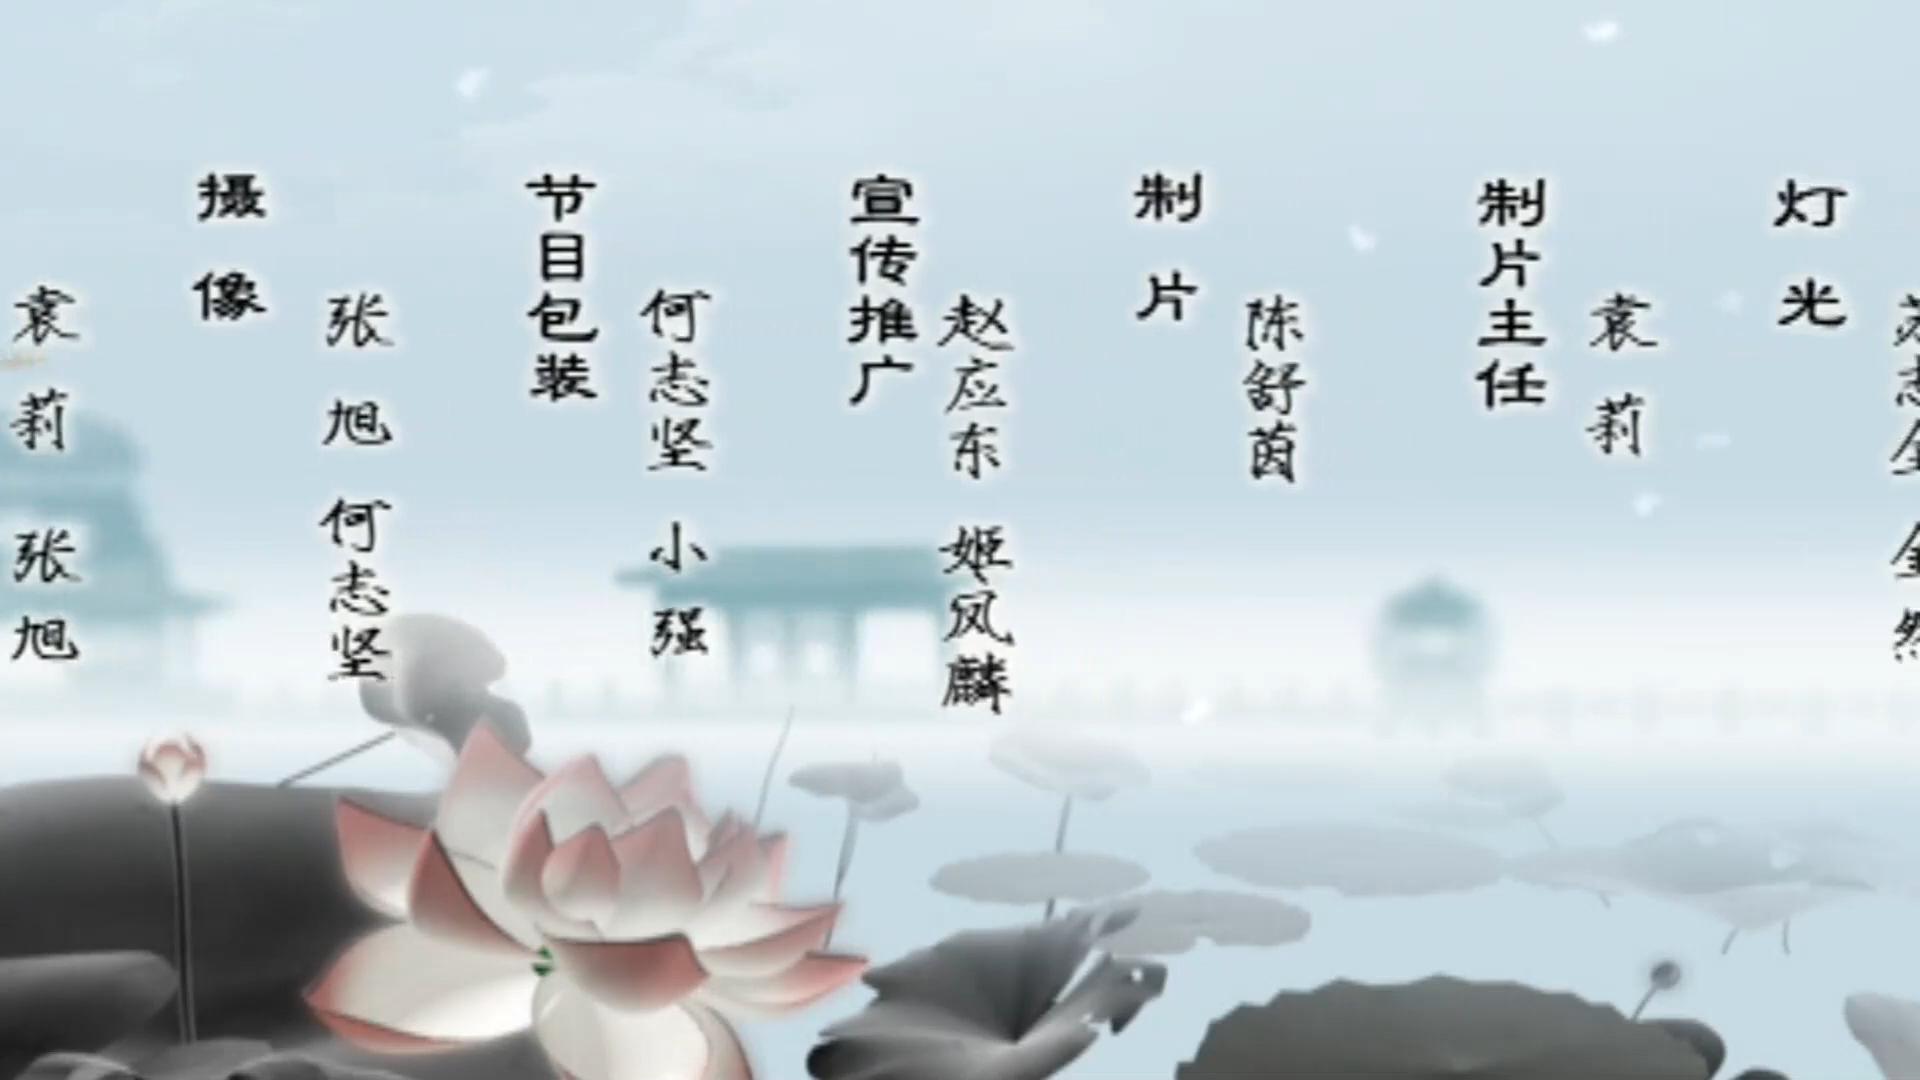 袁莉 张旭
摄像
张旭 何志坚
节目包装
何志坚 小强
宣传推广
赵应东 姬凤麟
制片
陈舒茵
制片主任
袁莉
灯光